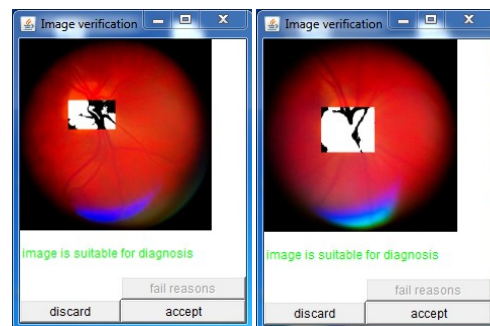 Image verification
image is suitable for diagnosis
fail reasons
discard
accept
Image verification
image is suitable for diagnosis
fail reasons
discard
accept